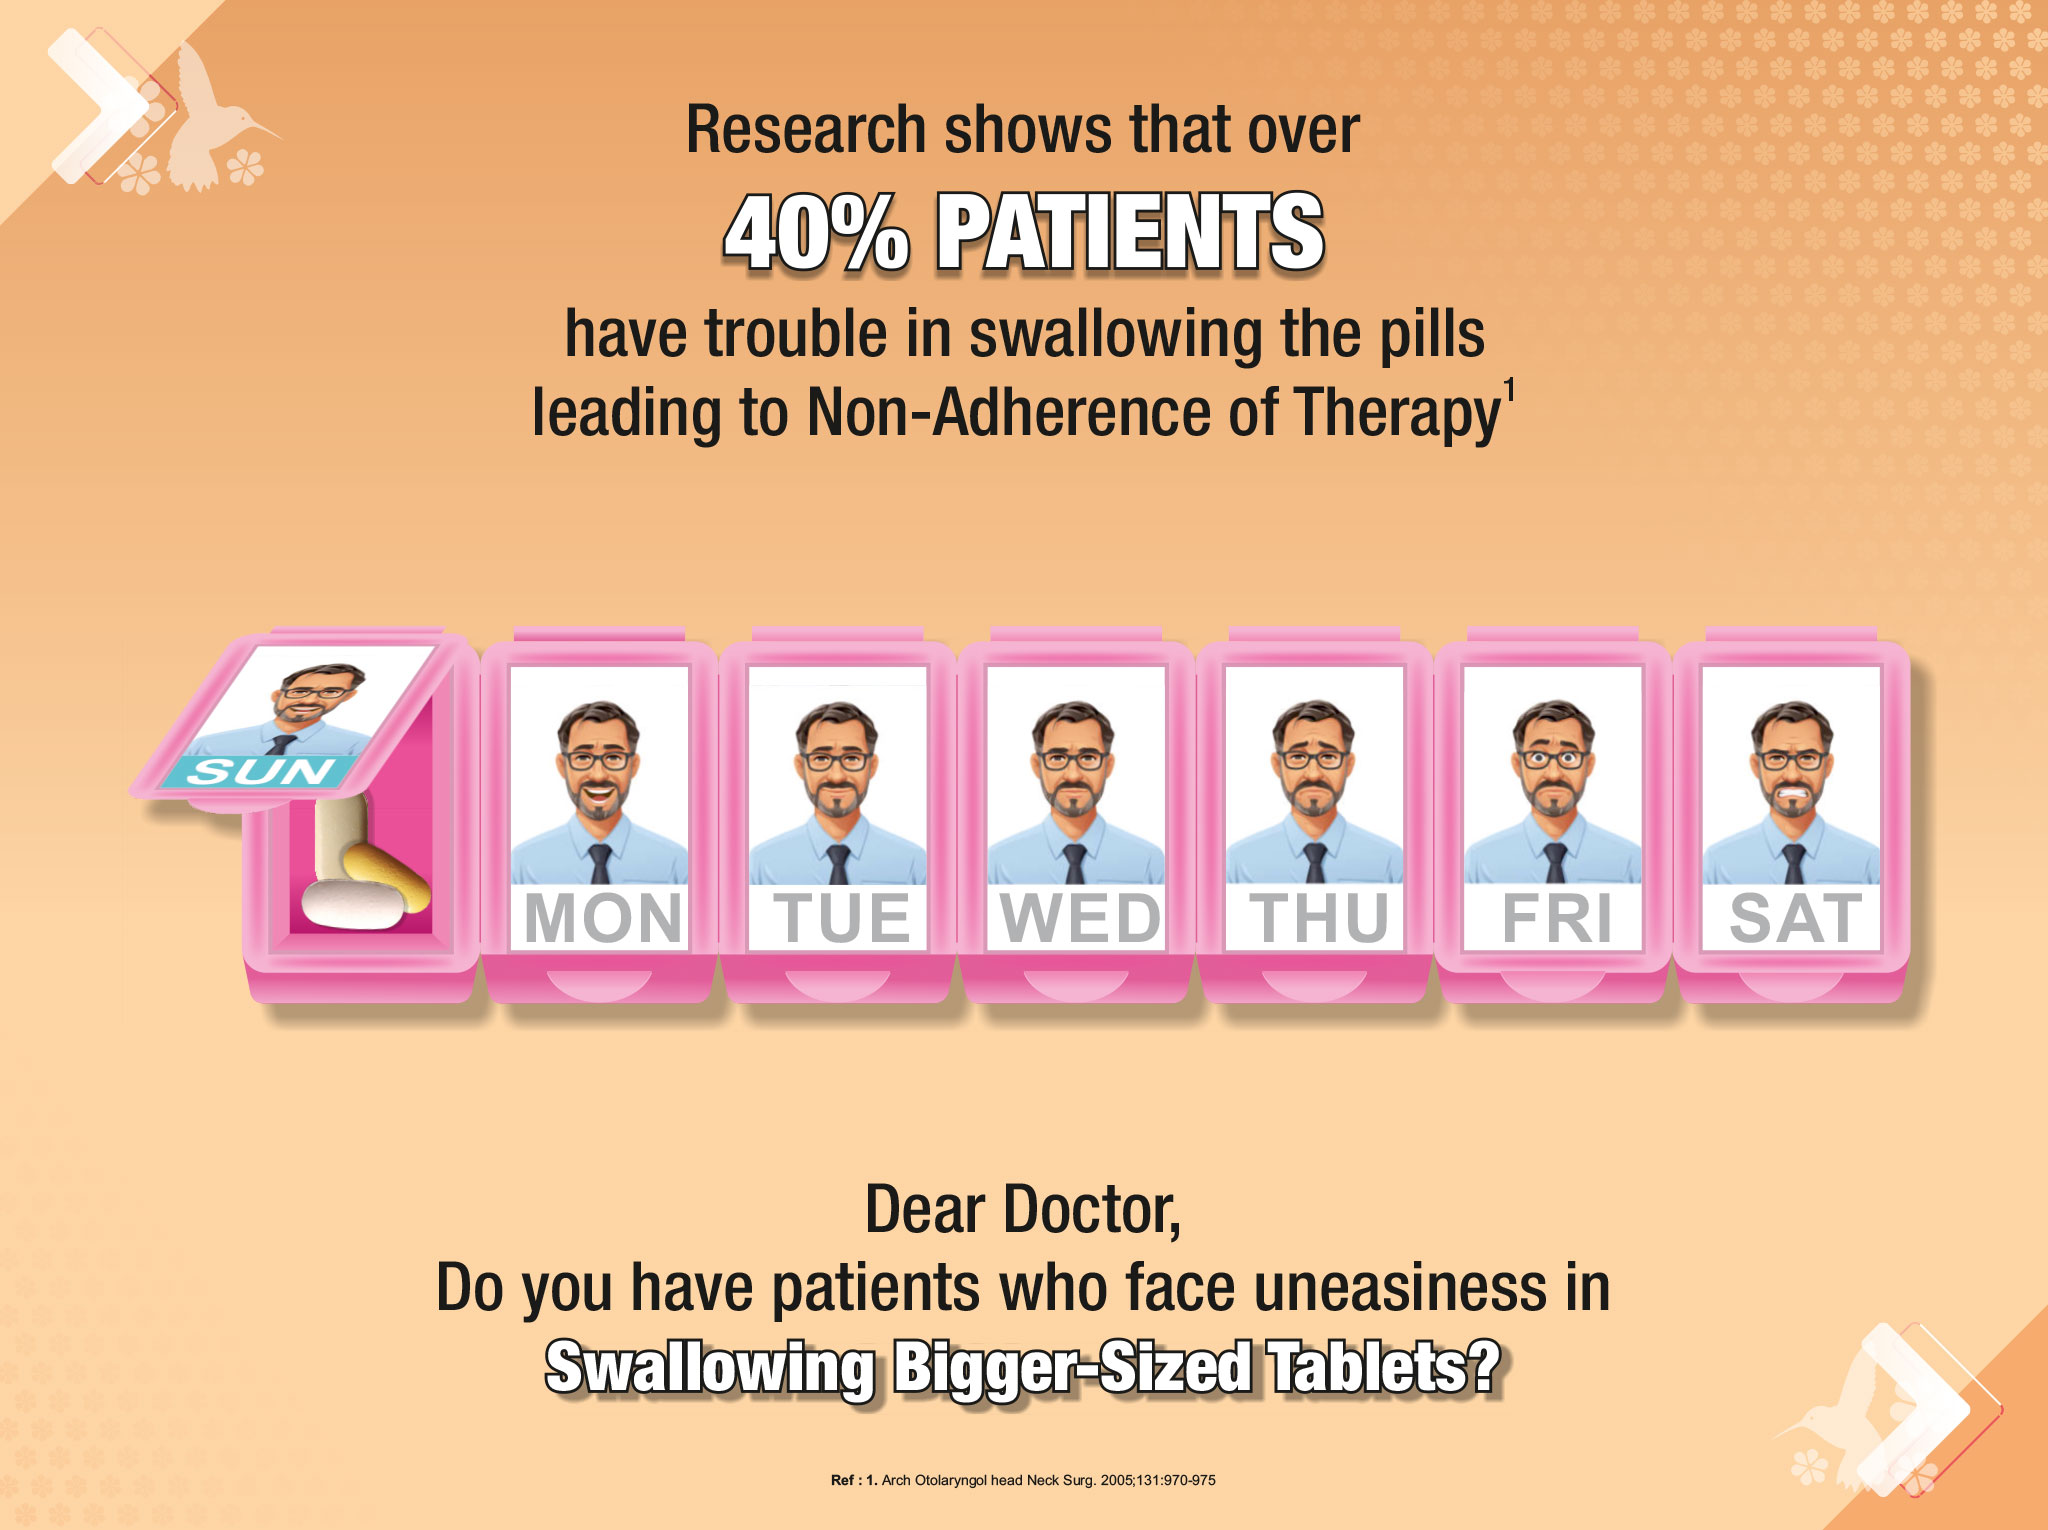 Research shows that over
40% PATIENTS
have trouble in swallowing the pills
leading to Non-Adherence of Therapy¹
SUN
MON
TUE
WED
THU
FRI
SAT
Dear Doctor,
Do you have patients who face uneasiness in
Swallowing Bigger-Sized Tablets?
Ref : 1. Arch Otolaryngol head Neck Surg. 2005;131:970-975